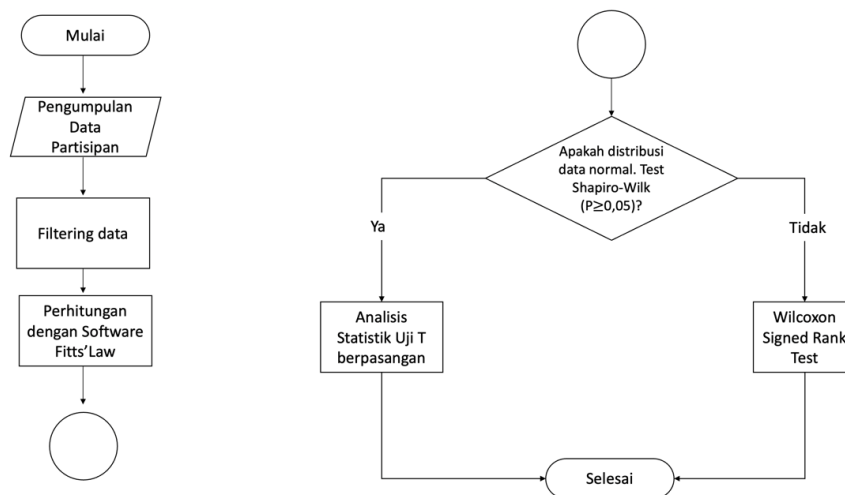 Mulai
Pengumpulan
Data
Partisipan
Filtering data
Perhitungan
dengan Software
Fitts'Law
Apakah distribusi
data normal. Test
Shapiro-Wilk
(P≥0,05)?
Ya
Tidak
Analisis
Statistik Uji T
berpasangan
Wilcoxon
Signed Rank
Test
Selesai